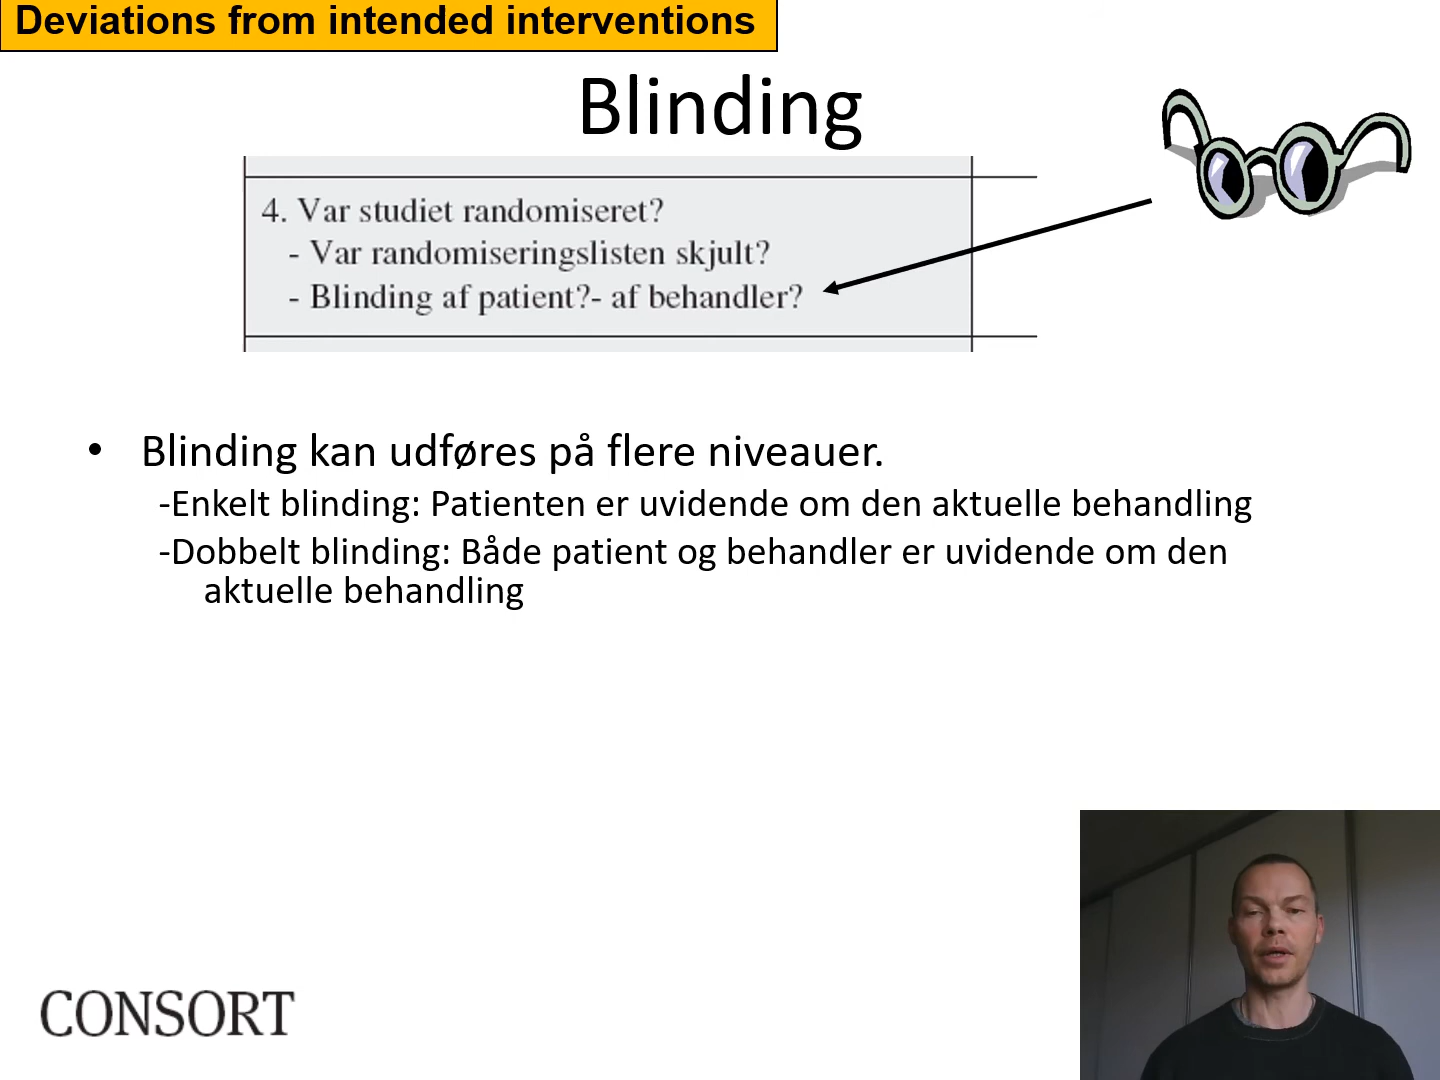 Deviations from intended interventions
Blinding
4. Var studiet randomiseret?
- Var randomiseringslisten skjult?
- Blinding af patient?- af behandler?
• Blinding kan udføres på flere niveauer.
-Enkelt blinding: Patienten er uvidende om den aktuelle behandling
-Dobbelt blinding: Både patient og behandler er uvidende om den
aktuelle behandling
CONSORT